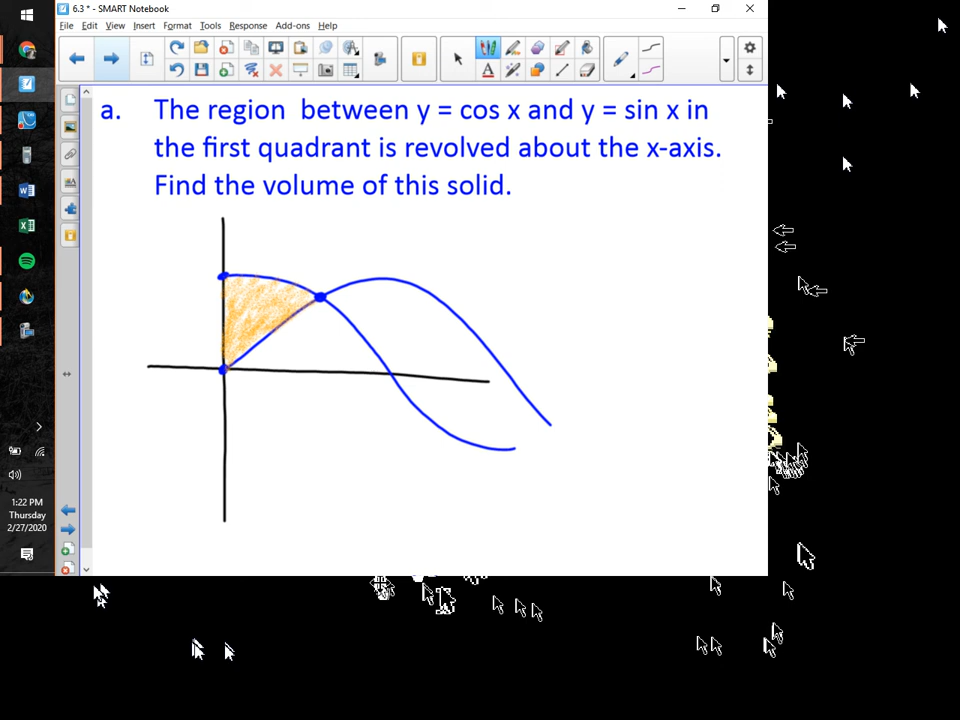 6.3 * - SMART Notebook
File Edit View Insert Format Tools Response Add-ons Help
a. The region between y = cos x and y = sin x in
the first quadrant is revolved about the x-axis.
Find the volume of this solid.
1:22 PM
Thursday
2/27/2020